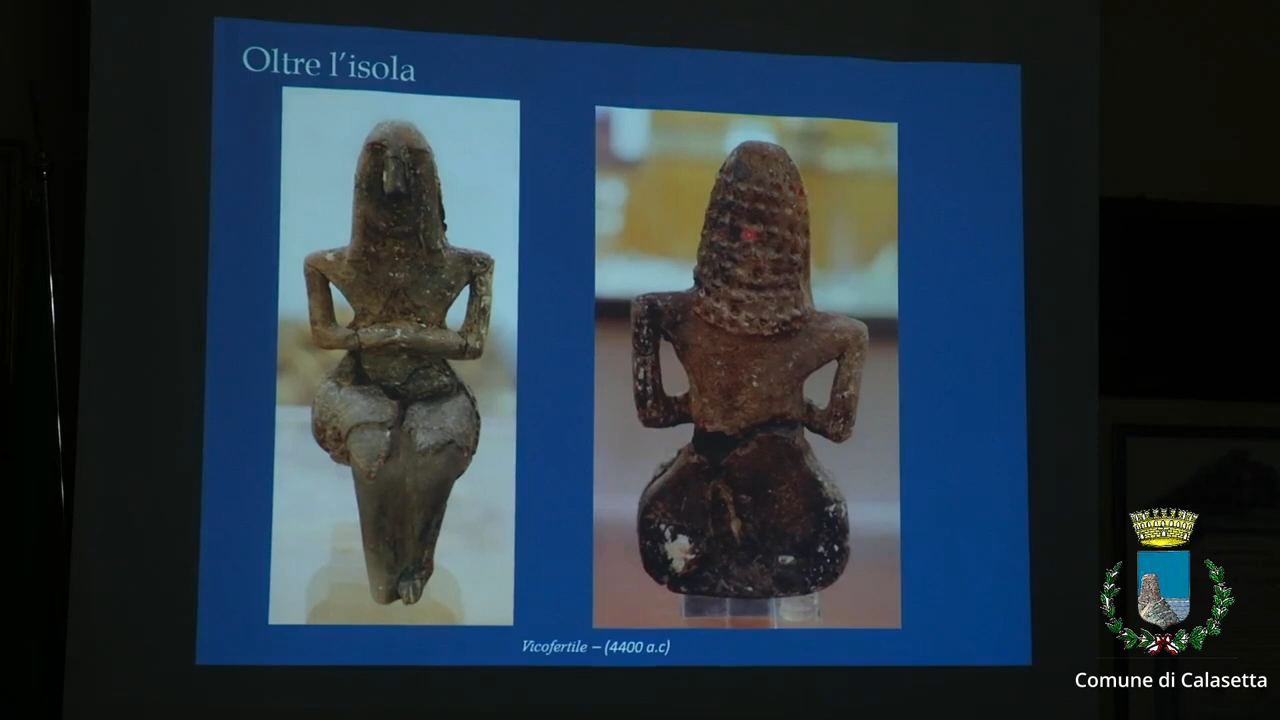 Oltre l'isola
Vicofertile – (4400 a.c)
Comune di Calasetta